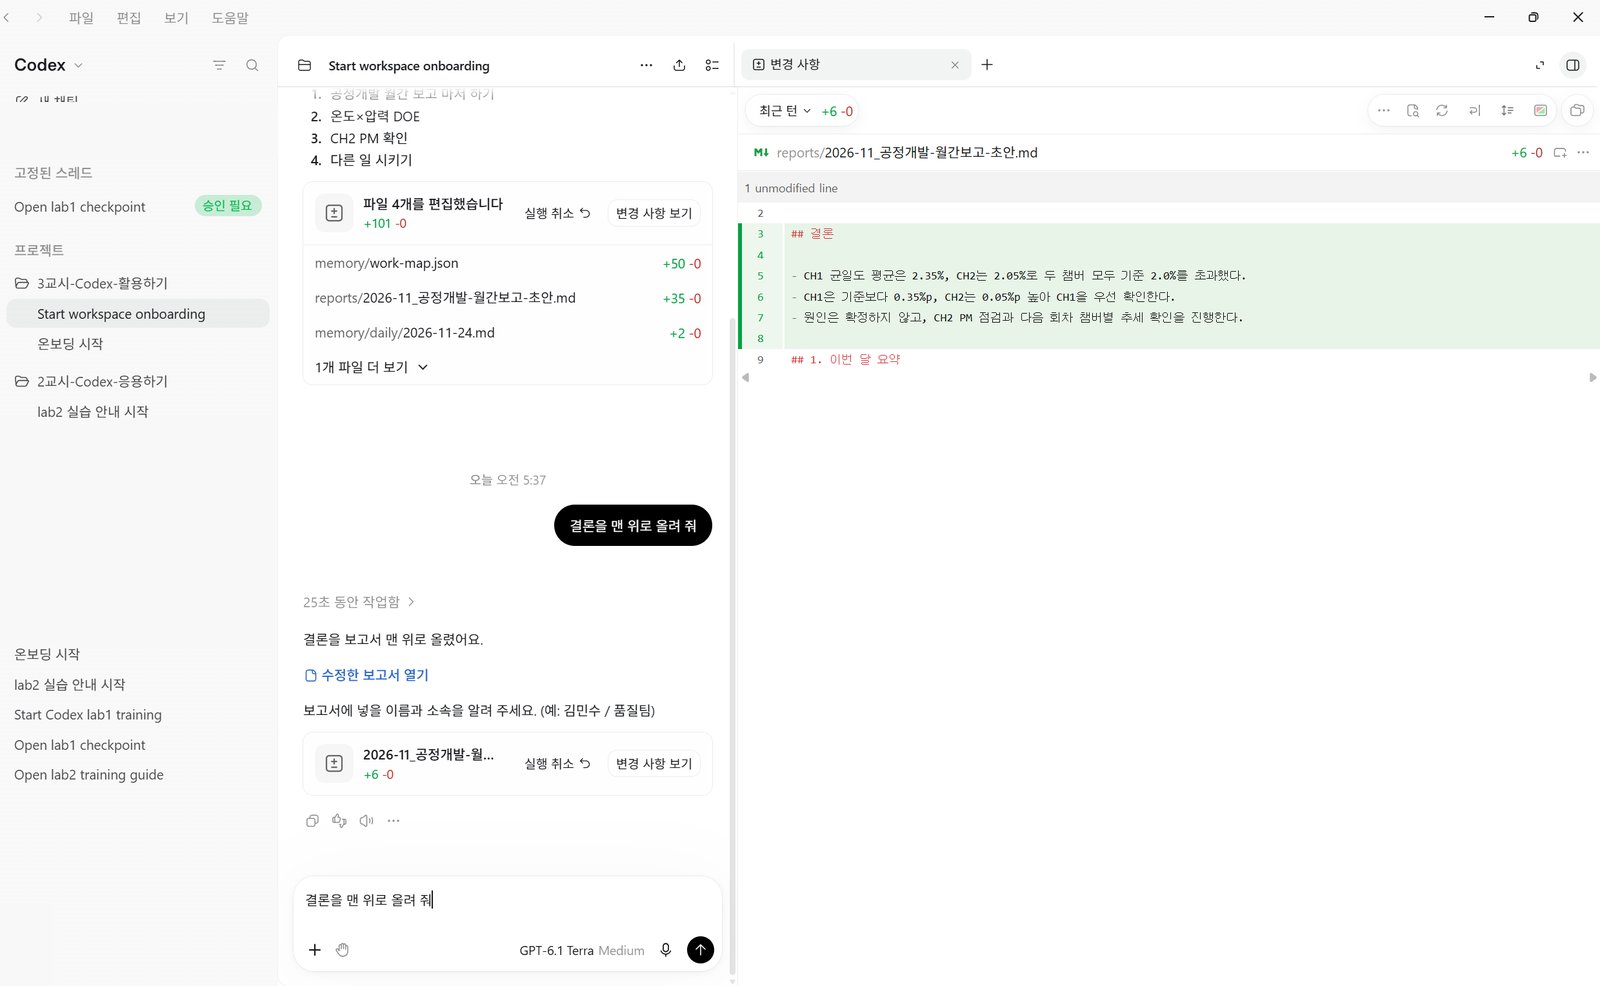 파일 편집 보기 도움말
Codex
새 채팅
고정된 스레드
Open lab1 checkpoint 승인 필요
프로젝트
3교시-Codex-활용하기
Start workspace onboarding
온보딩 시작
2교시-Codex-응용하기
lab2 실습 안내 시작
온보딩 시작
lab2 실습 안내 시작
Start Codex lab1 training
Open lab1 checkpoint
Open lab2 training guide
Start workspace onboarding
1. 공정개발 월간 보고 마저 하기
2. 온도×압력 DOE
3. CH2 PM 확인
4. 다른 일 시키기
파일 4개를 편집했습니다
+101 -0
실행 취소
변경 사항 보기
memory/work-map.json +50 -0
reports/2026-11_공정개발-월간보고-초안.md +35 -0
memory/daily/2026-11-24.md +2 -0
1개 파일 더 보기
오늘 오전 5:37
결론을 맨 위로 올려 줘
25초 동안 작업함
결론을 보고서 맨 위로 올렸어요.
수정한 보고서 열기
보고서에 넣을 이름과 소속을 알려 주세요. (예: 김민수 / 품질팀)
2026-11_공정개발-월...
+6 -0
실행 취소
변경 사항 보기
결론을 맨 위로 올려 줘
GPT-6.1 Terra Medium
변경 사항
최근 턴 +6 -0
M↓ reports/2026-11_공정개발-월간보고-초안.md +6 -0
1 unmodified line
2
3 ## 결론
4
5 - CH1 균일도 평균은 2.35%, CH2는 2.05%로 두 챔버 모두 기준 2.0%를 초과했다.
6 - CH1은 기준보다 0.35%p, CH2는 0.05%p 높아 CH1을 우선 확인한다.
7 - 원인은 확정하지 않고, CH2 PM 점검과 다음 회차 챔버별 추세 확인을 진행한다.
8
9 ## 1. 이번 달 요약